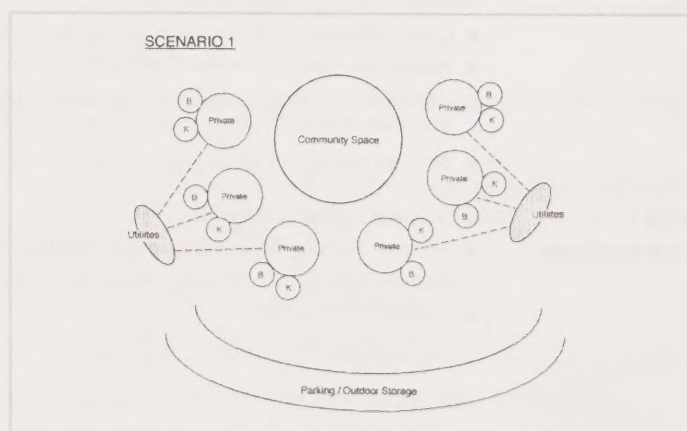 SCENARIO 1
B
Private
K
Community Space
Private
B
K
B
Private
K
Private
K
B
Utilities
Utilities
Private
B
K
Private
K
B
Parking / Outdoor Storage